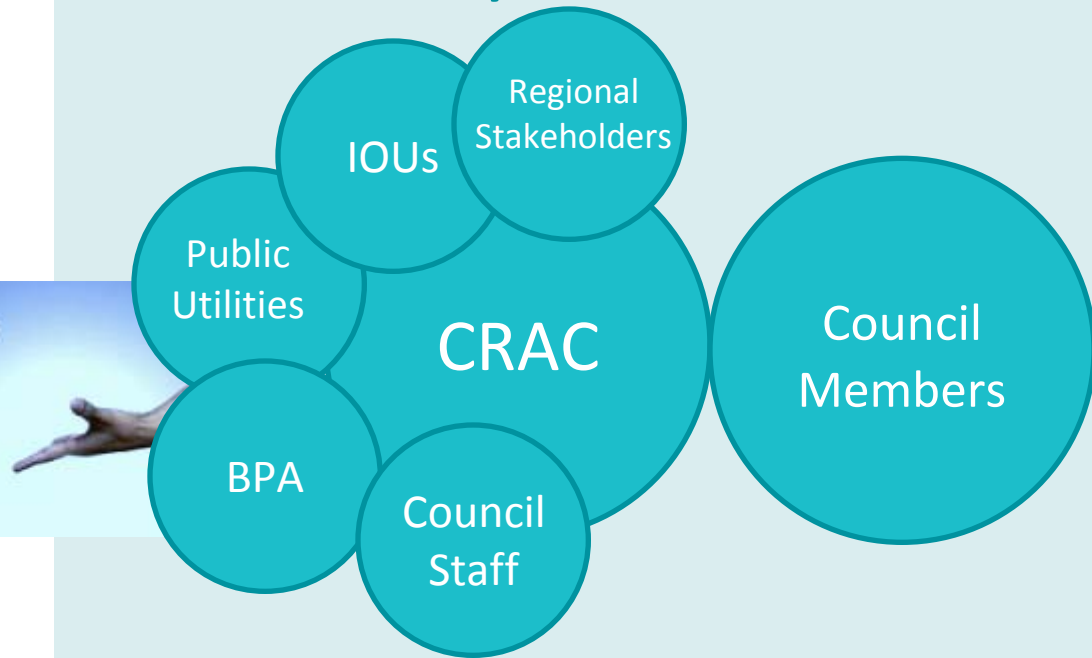 Regional
Stakeholders
IOUs
Public
Utilities
CRAC
Council
Members
BPA
Council
Staff